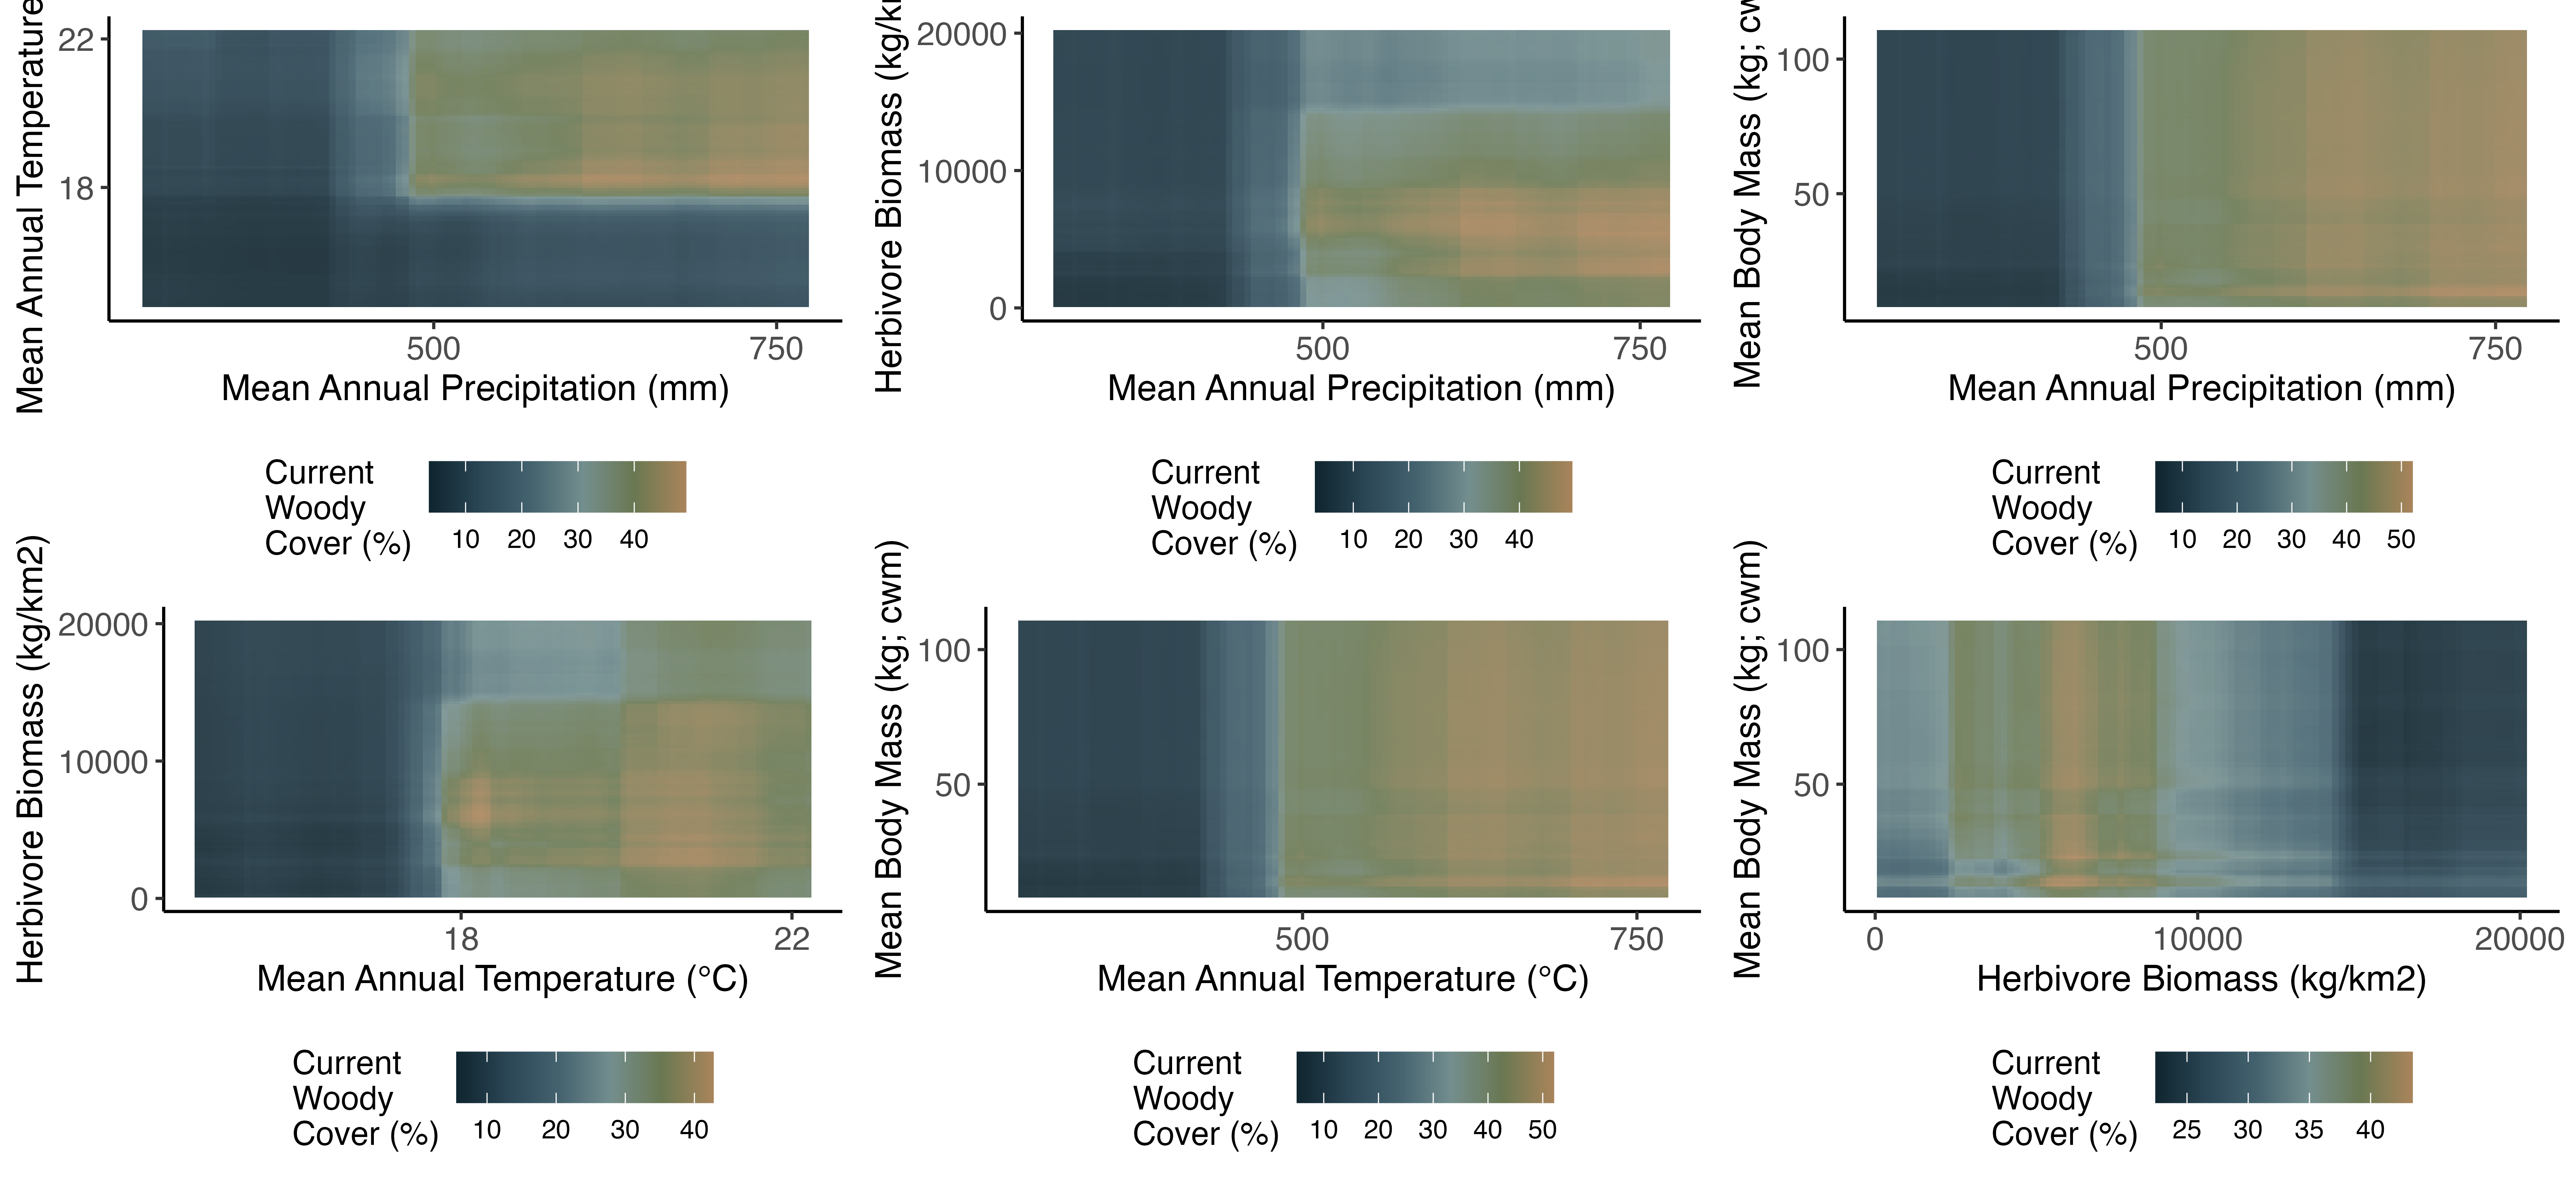 Mean Annual Temperature
22
18
500
750
Mean Annual Precipitation (mm)
Current
Woody
Cover (%)
10 20 30 40
Herbivore Biomass (kg/k
20000
10000
0
500
750
Mean Annual Precipitation (mm)
Current
Woody
Cover (%)
10 20 30 40
Mean Body Mass (kg; cw
100
50
500
750
Mean Annual Precipitation (mm)
Current
Woody
Cover (%)
10 20 30 40 50
Herbivore Biomass (kg/km2)
20000
10000
0
18
22
Mean Annual Temperature (°C)
Current
Woody
Cover (%)
10 20 30 40
Mean Body Mass (kg; cwm)
100
50
500
750
Mean Annual Temperature (°C)
Current
Woody
Cover (%)
10 20 30 40 50
Mean Body Mass (kg; cwm)
100
50
0
10000
20000
Herbivore Biomass (kg/km2)
Current
Woody
Cover (%)
25 30 35 40